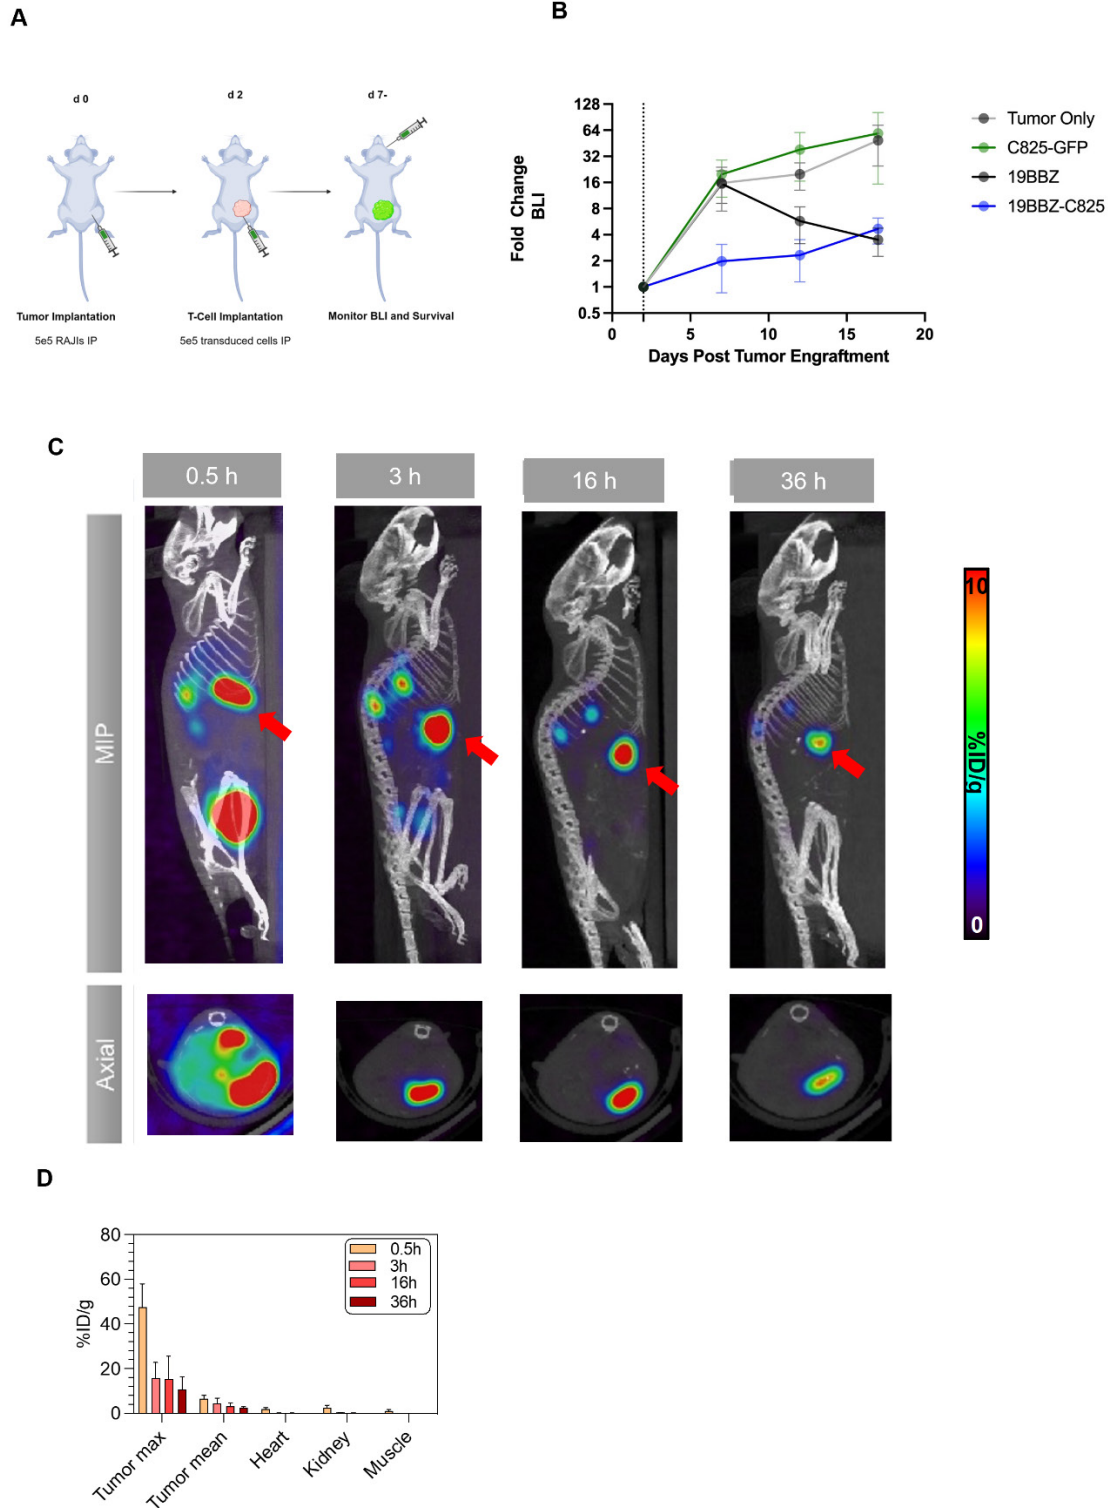 A
d 0
d 2
d 7-
Tumor Implantation
T-Cell Implantation
Monitor BLI and Survival
5e5 RAJIs IP
5e5 transduced cells IP
B
128
64
32
16
8
4
2
1
0.5
Fold Change
BLI
0
5
10
15
20
Days Post Tumor Engraftment
Tumor Only
C825-GFP
19BBZ
19BBZ-C825
C
0.5 h
3 h
16 h
36 h
MIP
Axial
10
%ID/g
0
D
80
60
40
20
0
%ID/g
0.5h
3h
16h
36h
Tumor max
Tumor mean
Heart
Kidney
Muscle